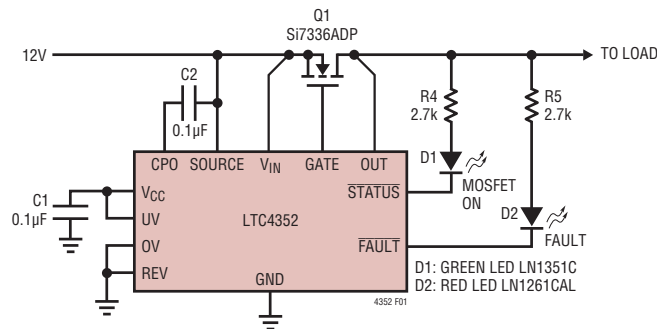 Q1
Si7336ADP
12V
TO LOAD
C2
0.1µF
R4
2.7k
R5
2.7k
CPO SOURCE VIN GATE OUT
D1
MOSFET
ON
C1
0.1µF
VCC
UV
OV
REV
LTC4352
STATUS
FAULT
GND
D2
FAULT
D1: GREEN LED LN1351C
D2: RED LED LN1261CAL
4352 F01